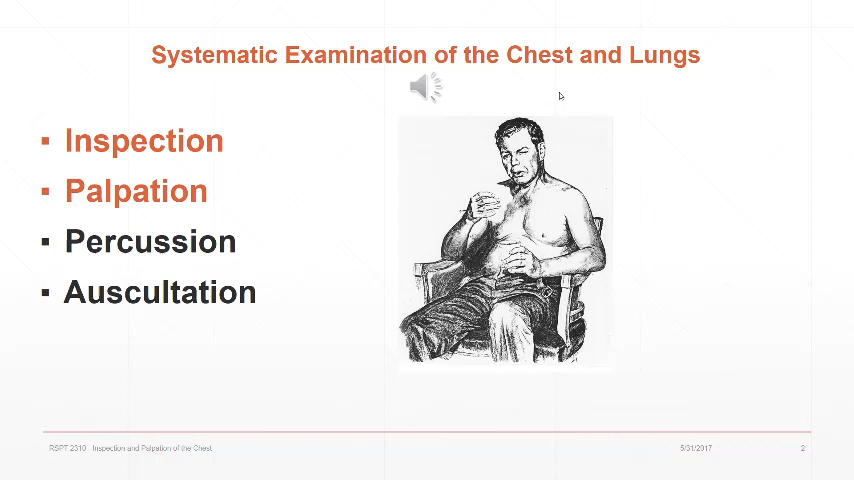 Systematic Examination of the Chest and Lungs
▪ Inspection
▪ Palpation
▪ Percussion
▪ Auscultation
RSPT 2310 Inspection and Palpation of the Chest 5/31/2017 2